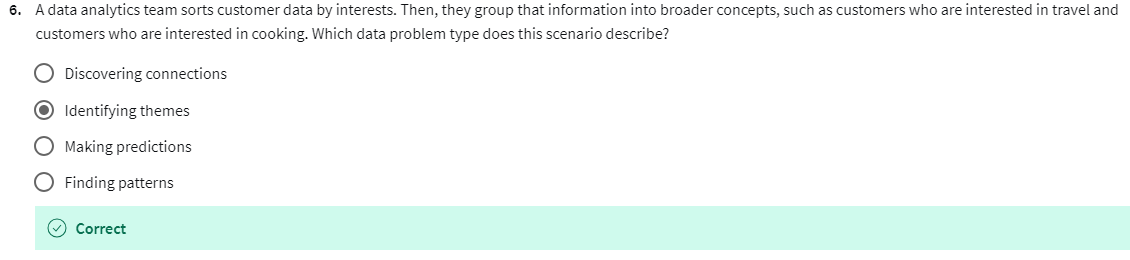 6. A data analytics team sorts customer data by interests. Then, they group that information into broader concepts, such as customers who are interested in travel and
customers who are interested in cooking. Which data problem type does this scenario describe?
Discovering connections
Identifying themes
Making predictions
Finding patterns
Correct